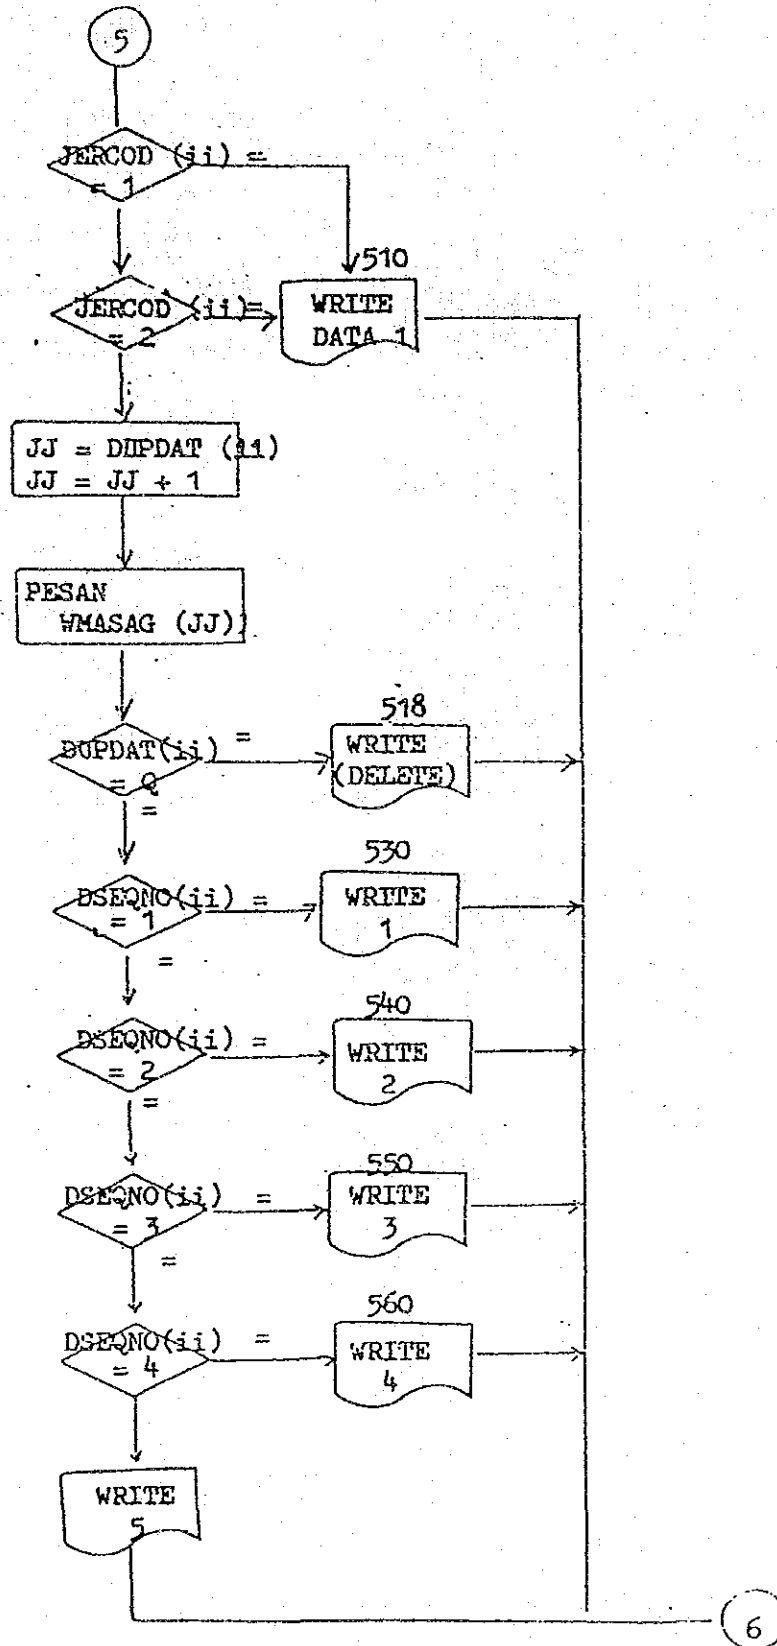 5
JERCOD (ii) =
= 1
510
JERCOD (ii)=
= 2
WRITE
DATA 1
JJ = DUPDAT (ii)
JJ = JJ + 1
PESAN
WMASAG (JJ)
518
DUPDAT(ii) =
= Q
=
WRITE
(DELETE)
530
DSEQNO(ii) =
= 1
=
WRITE
1
540
DSEQNO(ii) =
= 2
=
WRITE
2
550
DSEQNO(ii) =
= 3
=
WRITE
3
560
DSEQNO(ii) =
= 4
WRITE
4
WRITE
5
6